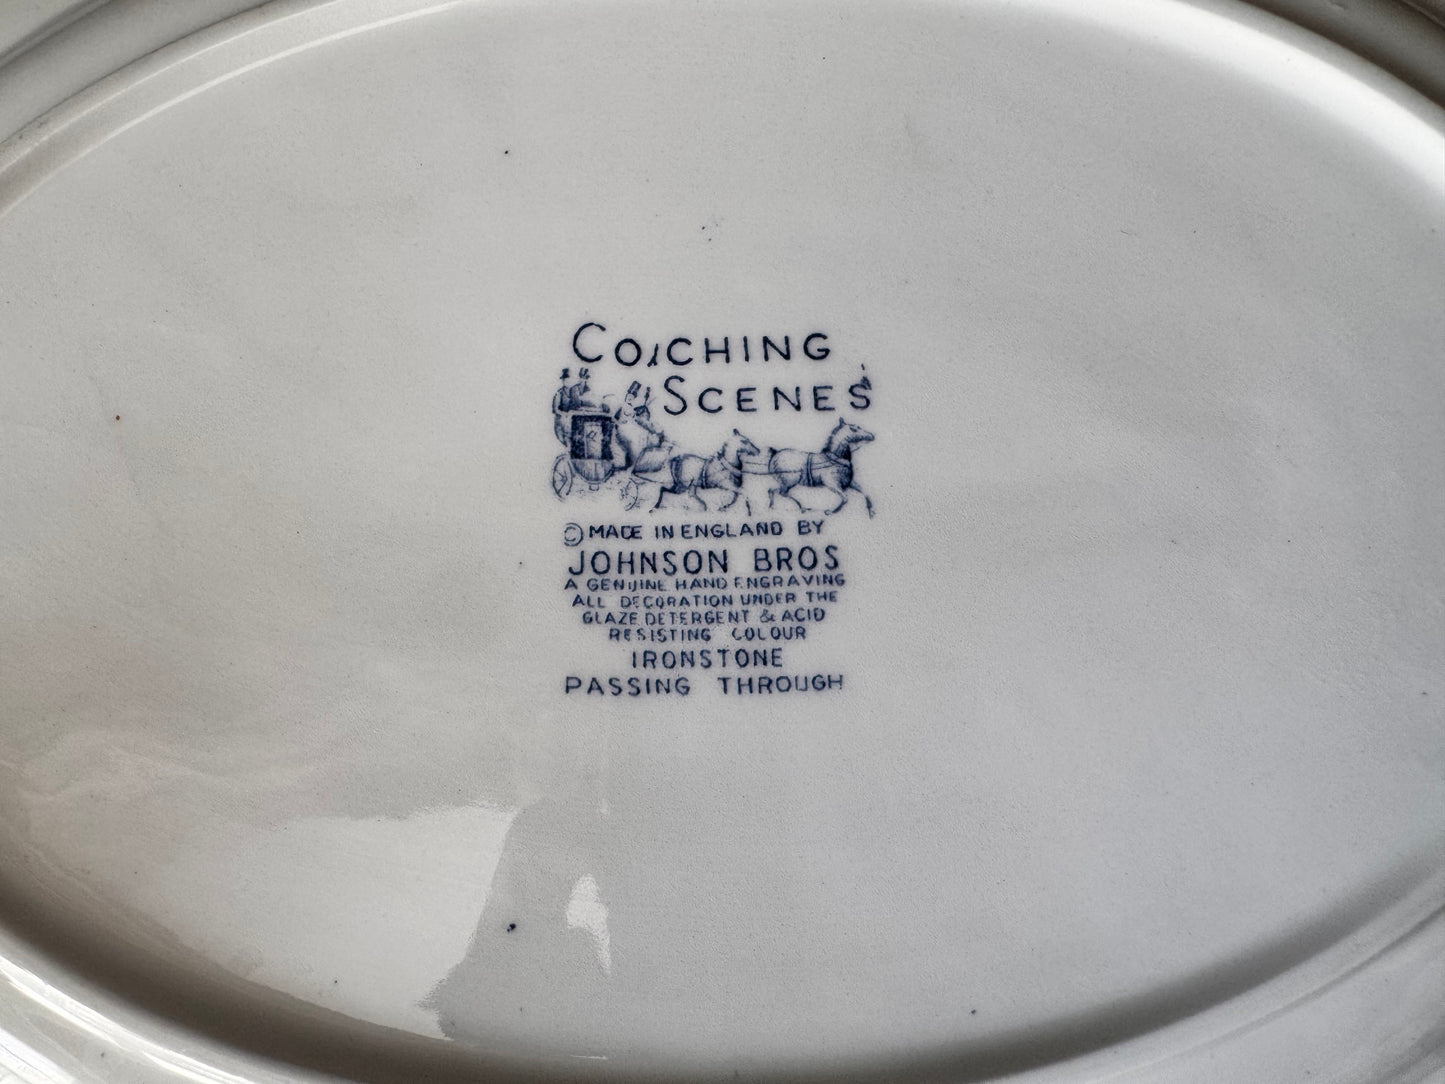 COACHING
SCENES
© MADE IN ENGLAND BY
JOHNSON BROS
A GENUINE HAND ENGRAVING
ALL DECORATION UNDER THE
GLAZE DETERGENT & ACID
RESISTING COLOUR
IRONSTONE
PASSING THROUGH